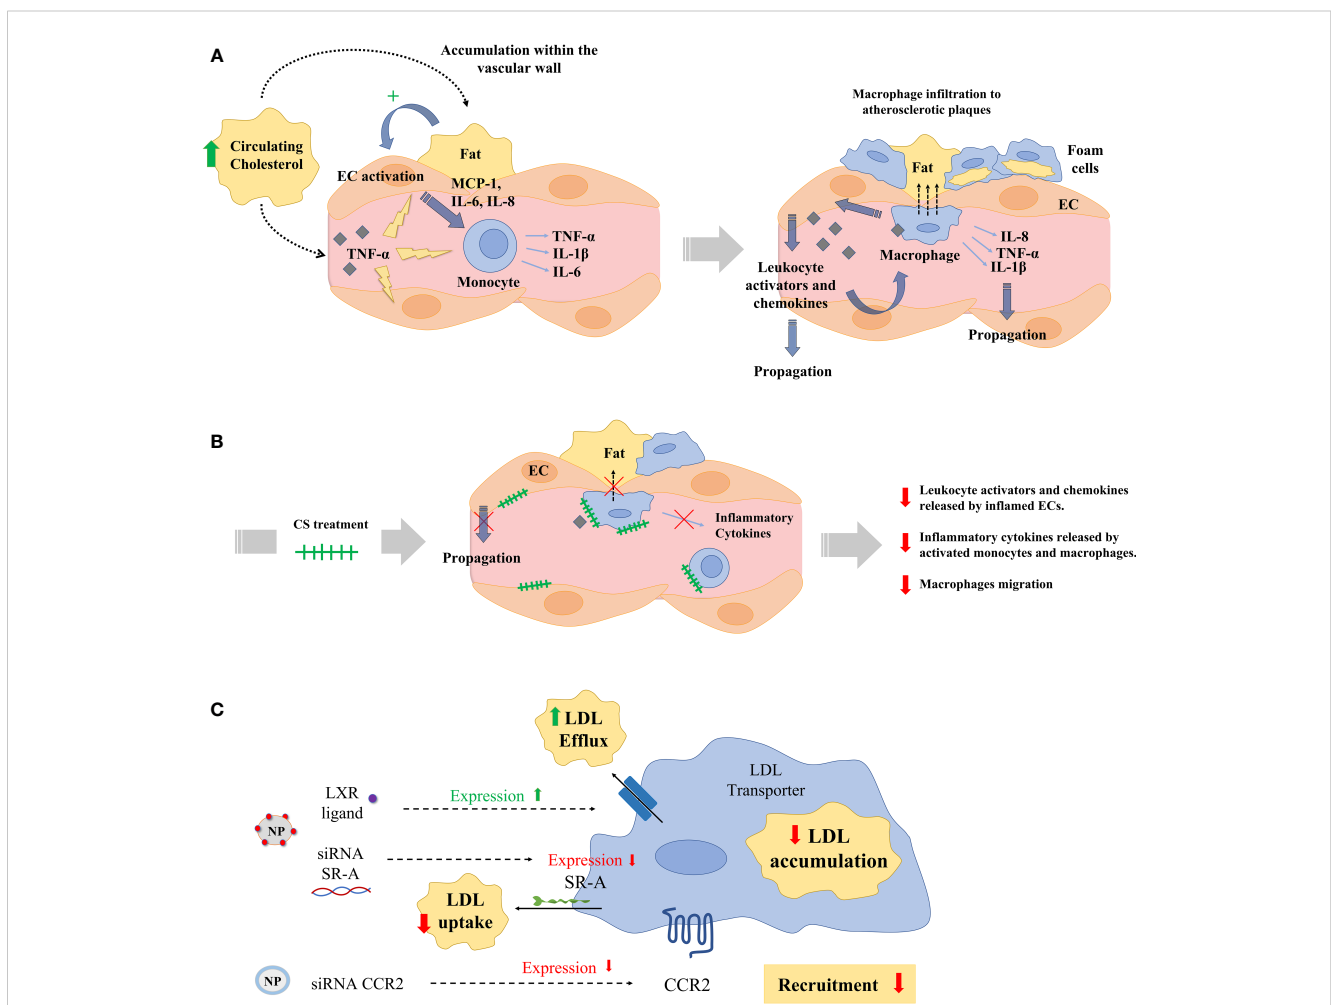 A
Accumulation within the
vascular wall
+
Circulating
Cholesterol
Fat
EC activation
MCP-1,
IL-6, IL-8
TNF-α
Monocyte
TNF-α
IL-1β
IL-6
Macrophage infiltration to
atherosclerotic plaques
Fat
Foam
cells
EC
Macrophage
IL-8
TNF-α
IL-1β
Leukocyte
activators and
chemokines
Propagation
Propagation
B
CS treatment
EC
Fat
Propagation
Inflammatory
Cytokines
Leukocyte activators and chemokines
released by inflamed ECs.
Inflammatory cytokines released by
activated monocytes and macrophages.
Macrophages migration
C
LDL
Efflux
LDL
Transporter
LXR
ligand
Expression
NP
siRNA
SR-A
Expression
SR-A
LDL
accumulation
LDL
uptake
NP
siRNA CCR2
Expression
CCR2
Recruitment